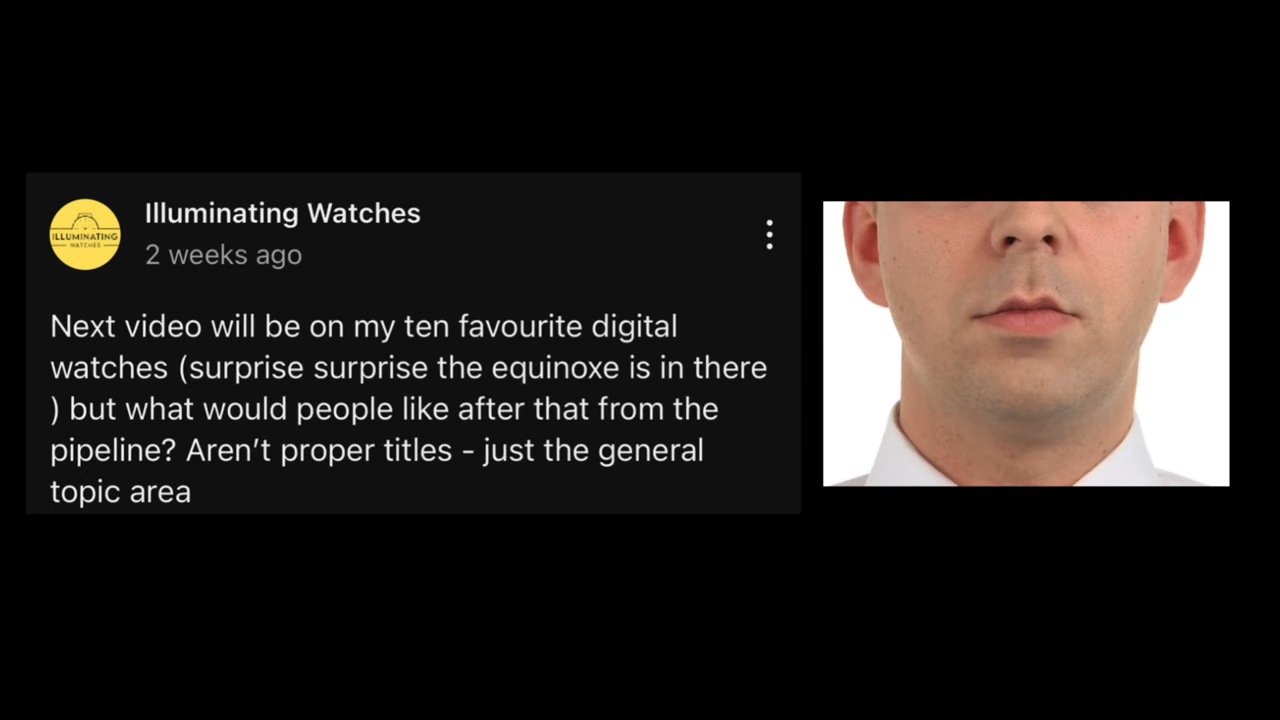 ILLUMINATING
WATCHES
Illuminating Watches
2 weeks ago
Next video will be on my ten favourite digital
watches (surprise surprise the equinoxe is in there
) but what would people like after that from the
pipeline? Aren’t proper titles - just the general
topic area